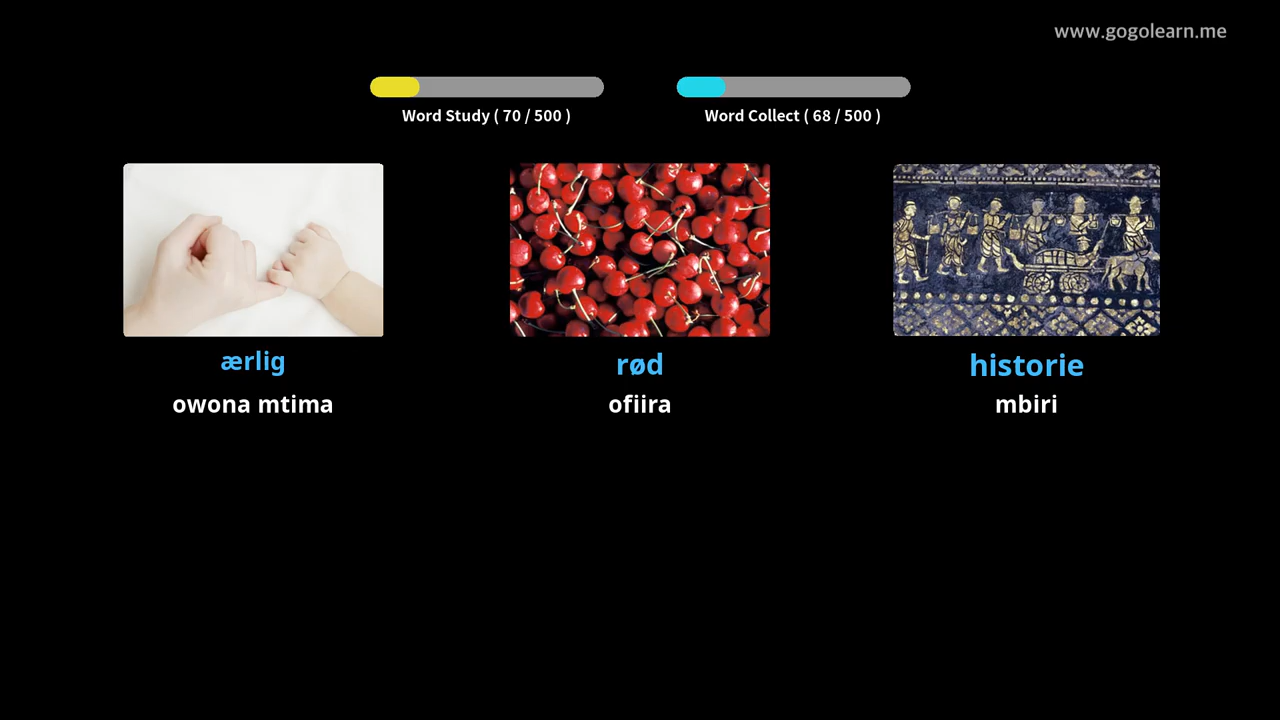 www.gogolearn.me
Word Study ( 70 / 500 )
Word Collect ( 68 / 500 )
ærlig
rød
historie
owona mtima
ofiira
mbiri